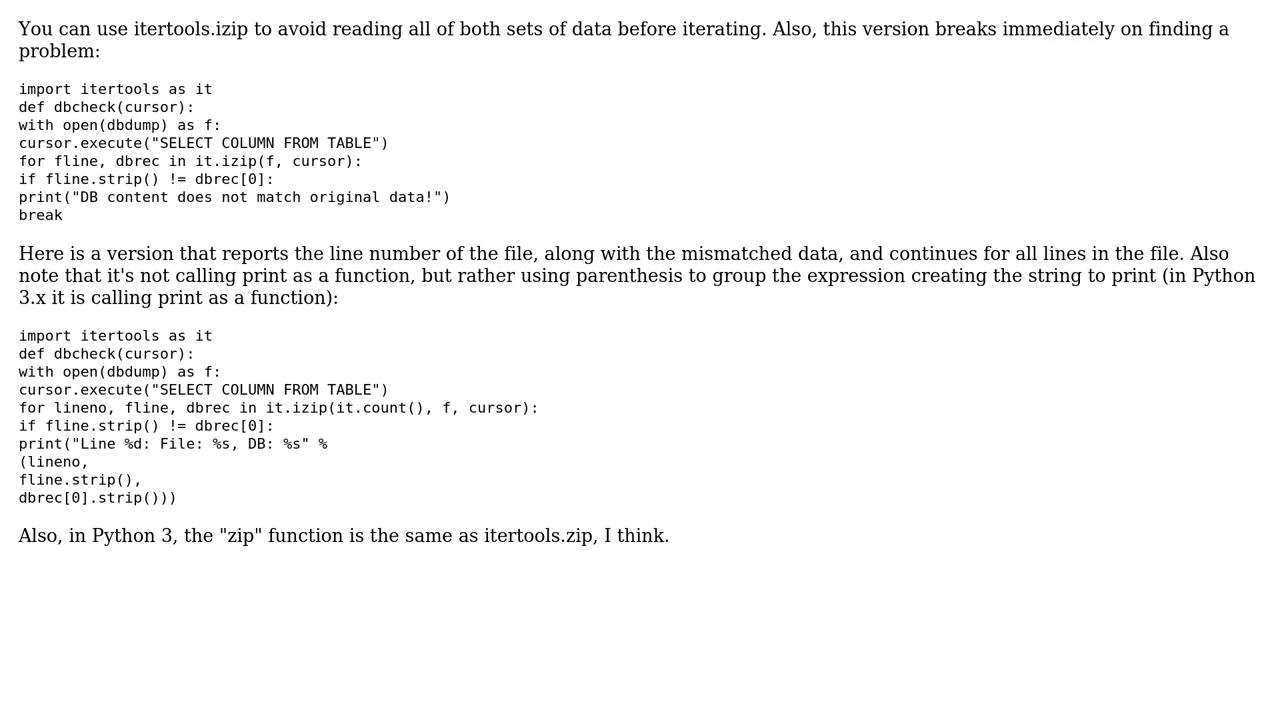 You can use itertools.izip to avoid reading all of both sets of data before iterating. Also, this version breaks immediately on finding a
problem:
import itertools as it
def dbcheck(cursor):
with open(dbdump) as f:
cursor.execute("SELECT COLUMN FROM TABLE")
for fline, dbrec in it.izip(f, cursor):
if fline.strip() != dbrec[0]:
print("DB content does not match original data!")
break
Here is a version that reports the line number of the file, along with the mismatched data, and continues for all lines in the file. Also
note that it's not calling print as a function, but rather using parenthesis to group the expression creating the string to print (in Python
3.x it is calling print as a function):
import itertools as it
def dbcheck(cursor):
with open(dbdump) as f:
cursor.execute("SELECT COLUMN FROM TABLE")
for lineno, fline, dbrec in it.izip(it.count(), f, cursor):
if fline.strip() != dbrec[0]:
print("Line %d: File: %s, DB: %s" %
(lineno,
fline.strip(),
dbrec[0].strip()))
Also, in Python 3, the "zip" function is the same as itertools.zip, I think.